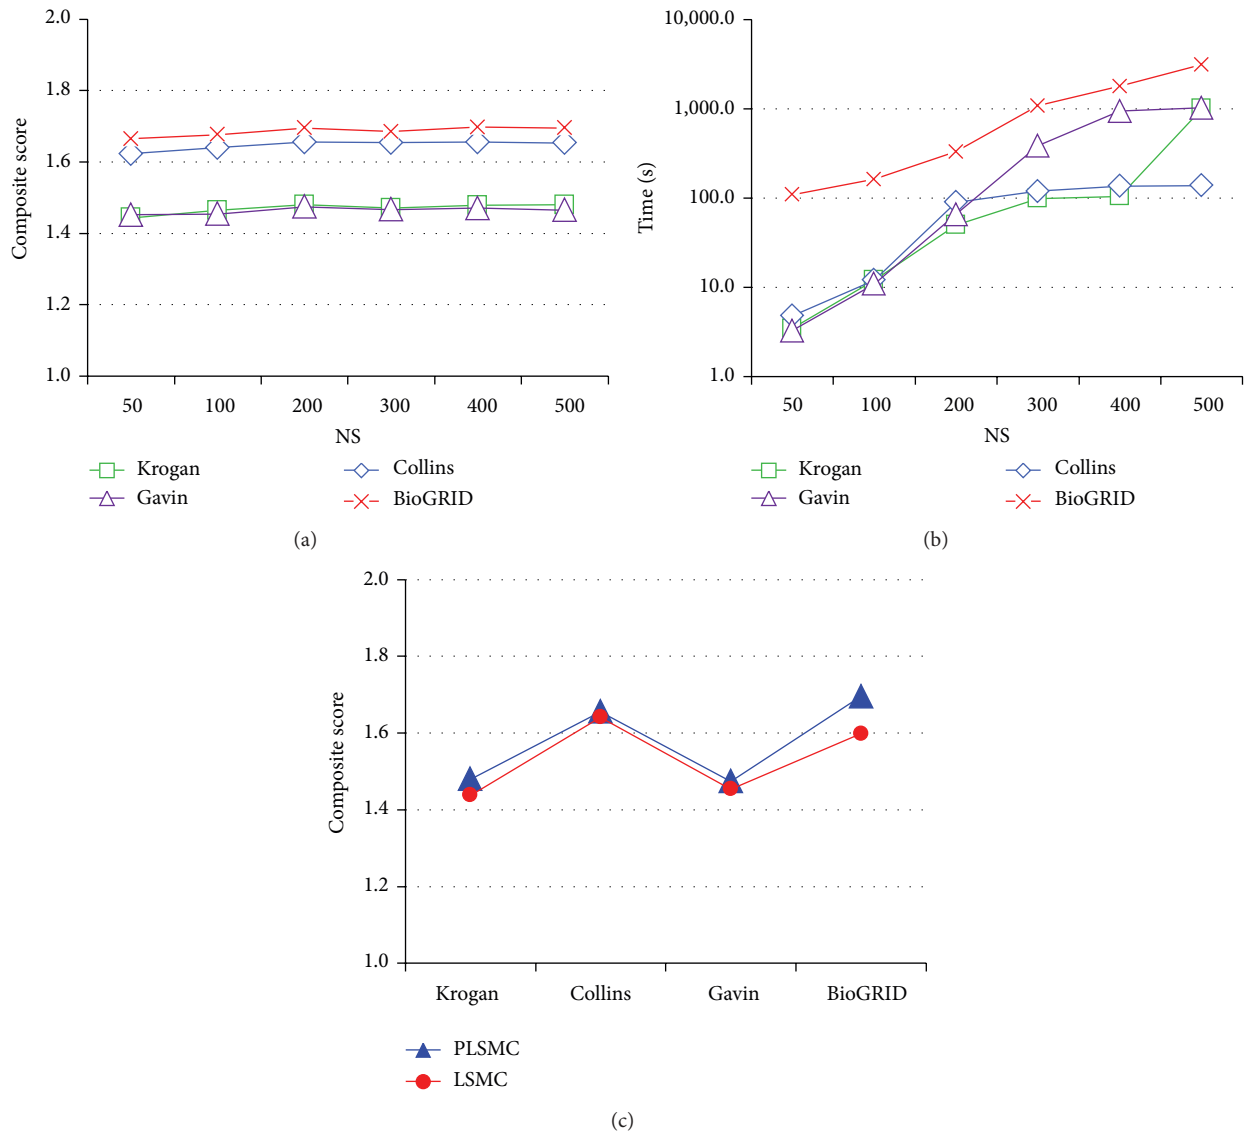 2.0
1.8
1.6
1.4
1.2
1.0
Composite score
50 100 200 300 400 500
NS
Krogan Collins
Gavin BioGRID
(a)
10,000.0
1,000.0
100.0
10.0
1.0
Time (s)
50 100 200 300 400 500
NS
Krogan Collins
Gavin BioGRID
(b)
2.0
1.8
1.6
1.4
1.2
1.0
Composite score
Krogan Collins Gavin BioGRID
PLSMC
LSMC
(c)